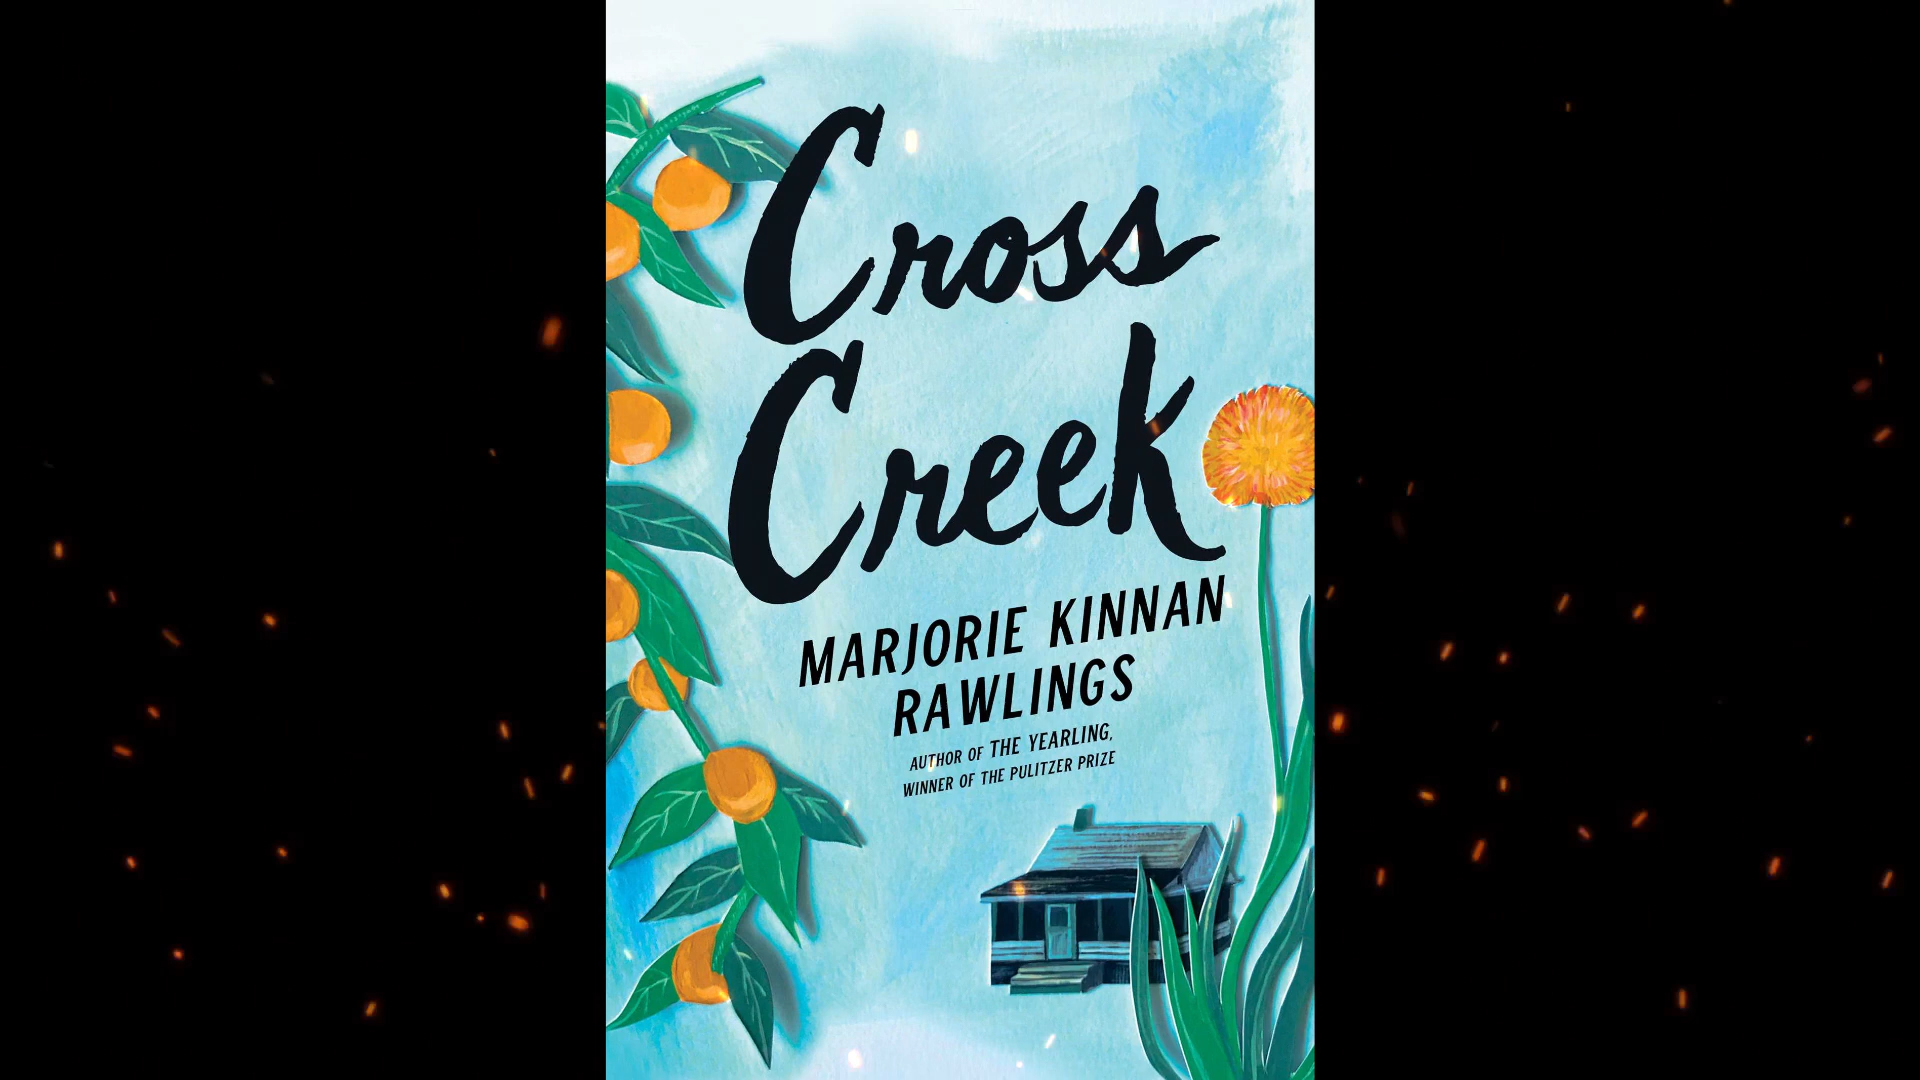 Cross
Creek
MARJORIE KINNAN
RAWLINGS
AUTHOR OF THE YEARLING,
WINNER OF THE PULITZER PRIZE